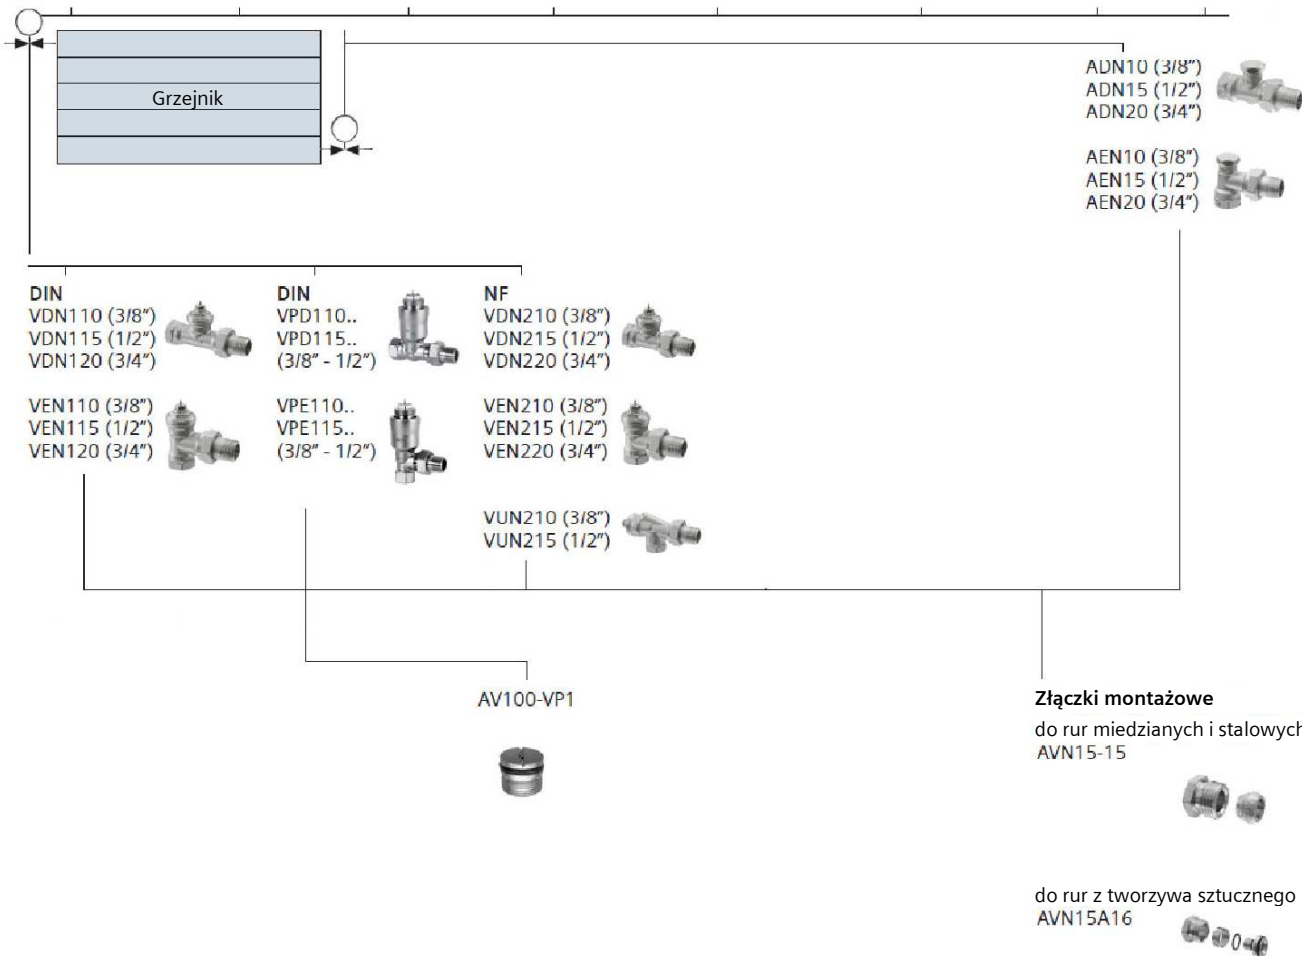 Grzejnik
ADN10 (3/8")
ADN15 (1/2")
ADN20 (3/4")
AEN10 (3/8")
AEN15 (1/2")
AEN20 (3/4")
DIN
VDN110 (3/8")
VDN115 (1/2")
VDN120 (3/4")
VEN110 (3/8")
VEN115 (1/2")
VEN120 (3/4")
DIN
VPD110..
VPD115..
(3/8" - 1/2")
VPE110..
VPE115..
(3/8" - 1/2")
NF
VDN210 (3/8")
VDN215 (1/2")
VDN220 (3/4")
VEN210 (3/8")
VEN215 (1/2")
VEN220 (3/4")
VUN210 (3/8")
VUN215 (1/2")
AV100-VP1
Złączki montażowe
do rur miedzianych i stalowych
AVN15-15
do rur z tworzywa sztucznego
AVN15A16